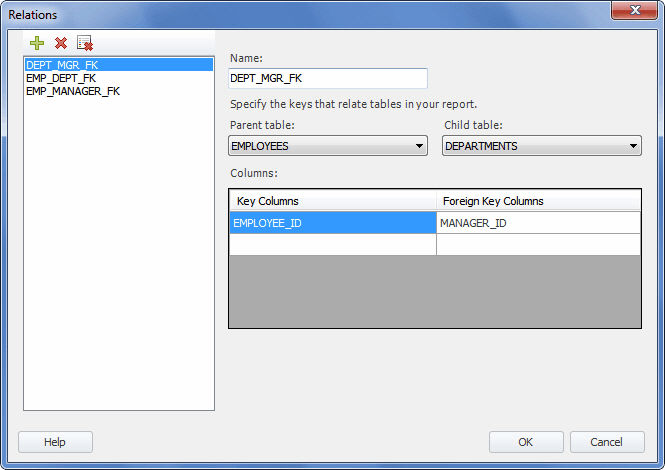 Relations
DEPT_MGR_FK
EMP_DEPT_FK
EMP_MANAGER_FK
Name:
DEPT_MGR_FK
Specify the keys that relate tables in your report.
Parent table: Child table:
EMPLOYEES DEPARTMENTS
Columns:
Key Columns Foreign Key Columns
EMPLOYEE_ID MANAGER_ID
Help OK Cancel